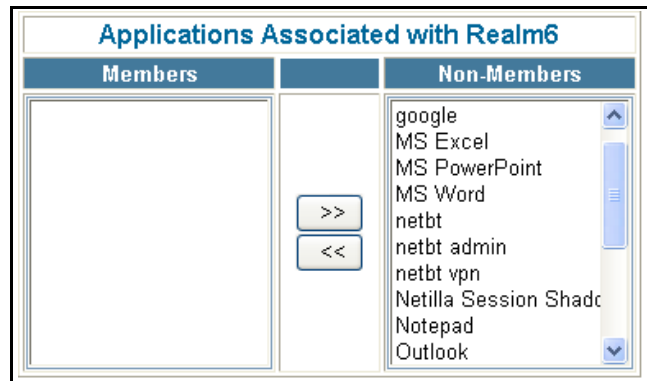 Applications Associated with Realm6
Members
Non-Members
>>
<<
google
MS Excel
MS PowerPoint
MS Word
netbt
netbt admin
netbt vpn
Netilla Session
Notepad
Outlook